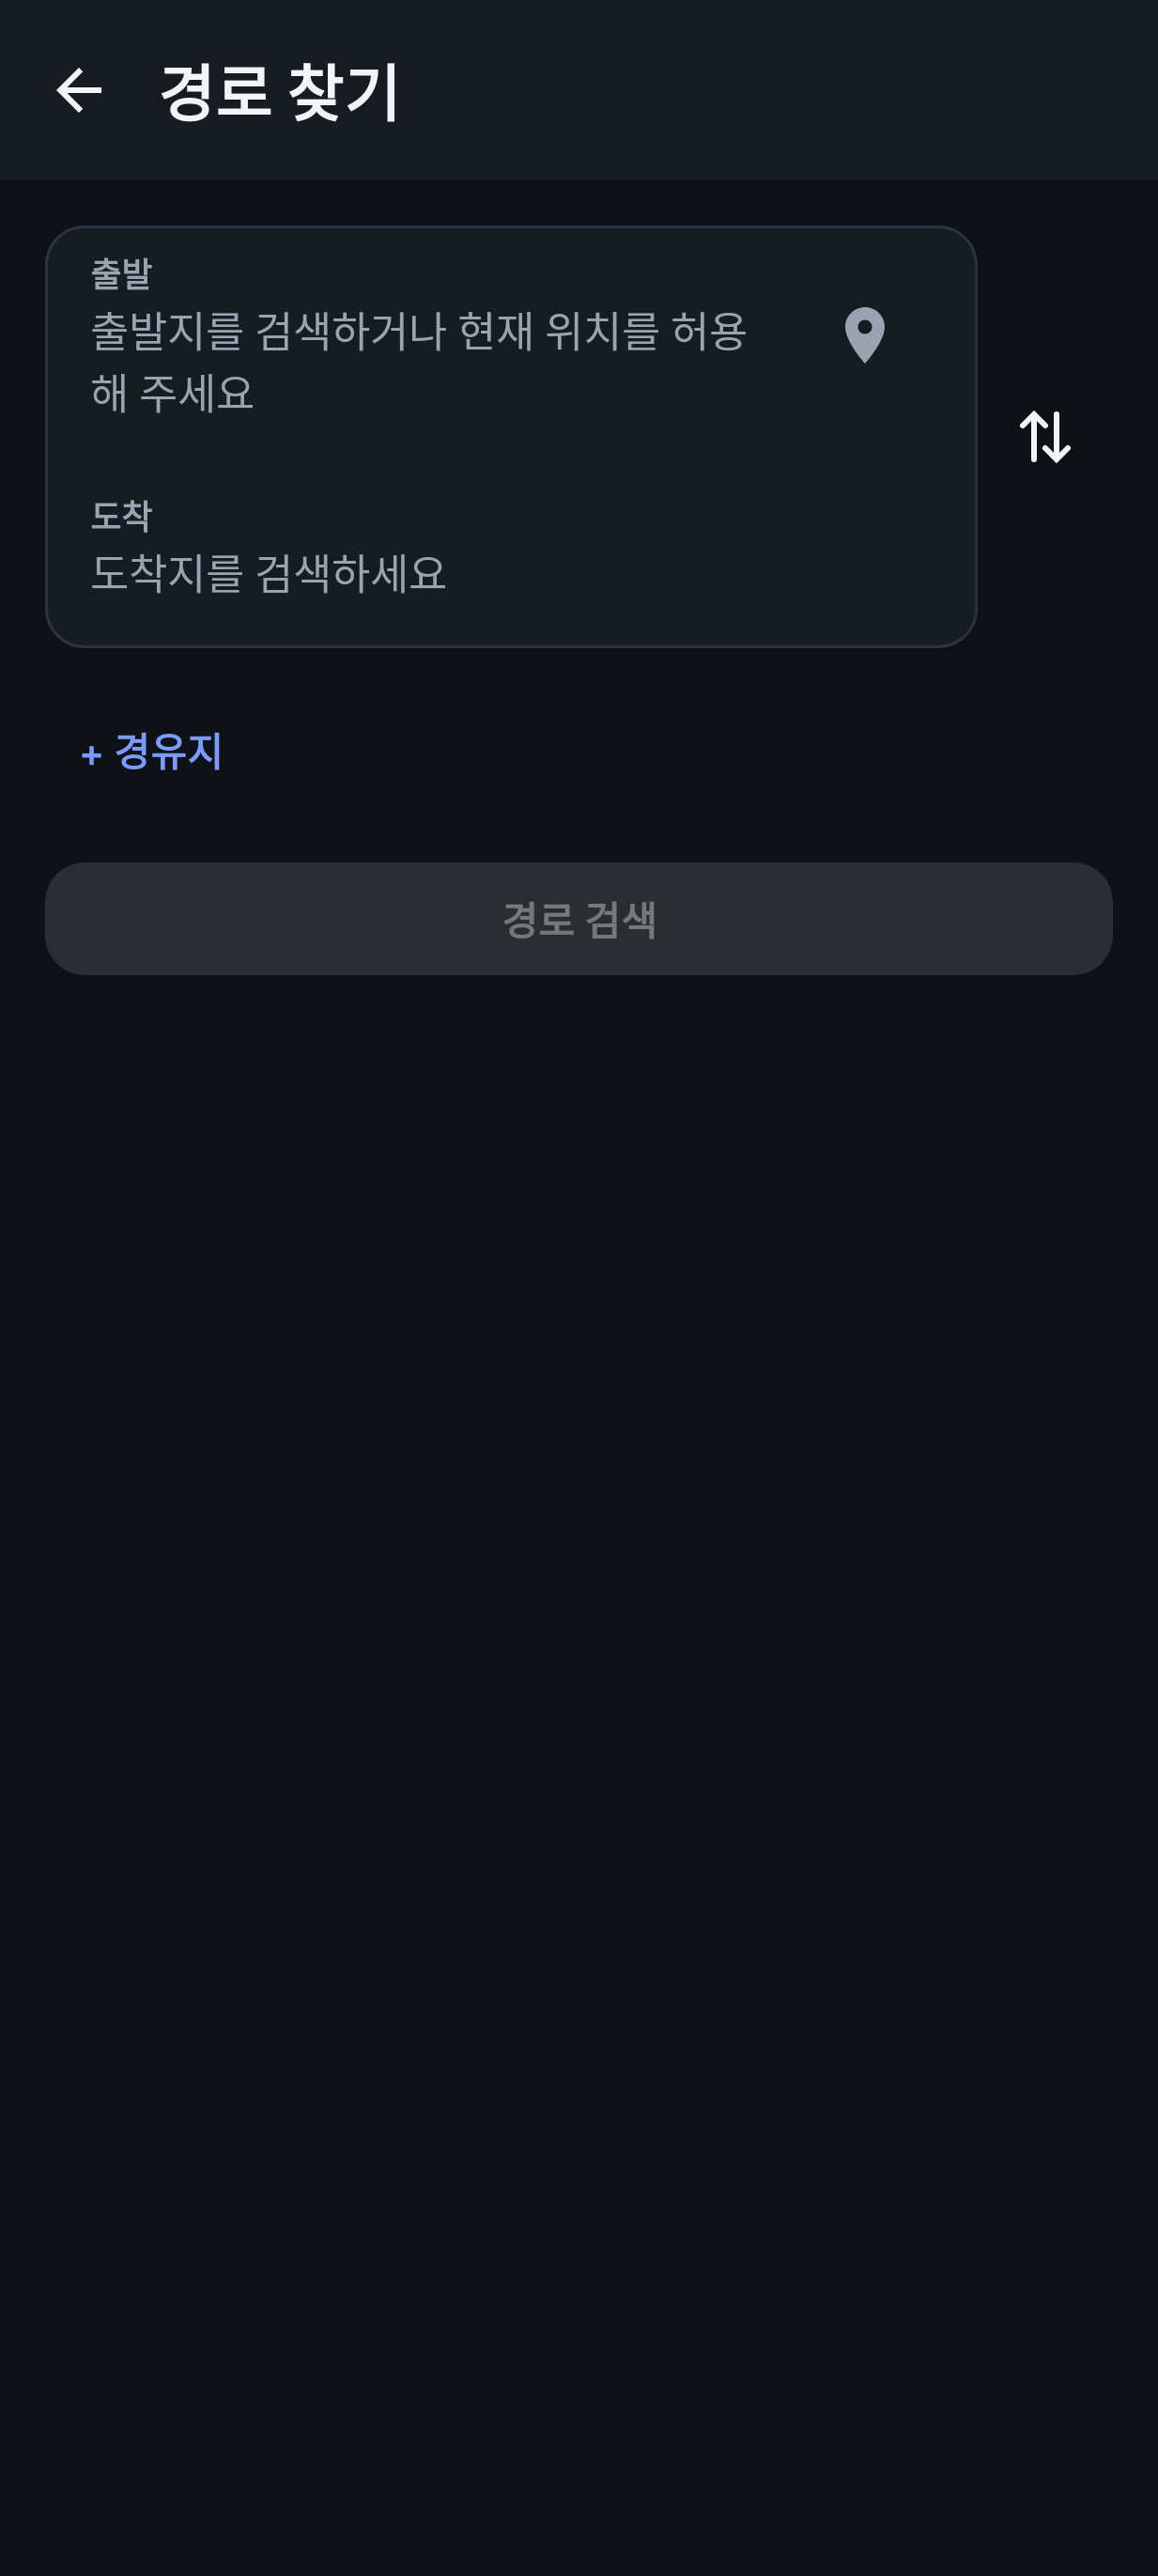 경로 찾기
출발
출발지를 검색하거나 현재 위치를 허용
해 주세요
도착
도착지를 검색하세요
+ 경유지
경로 검색